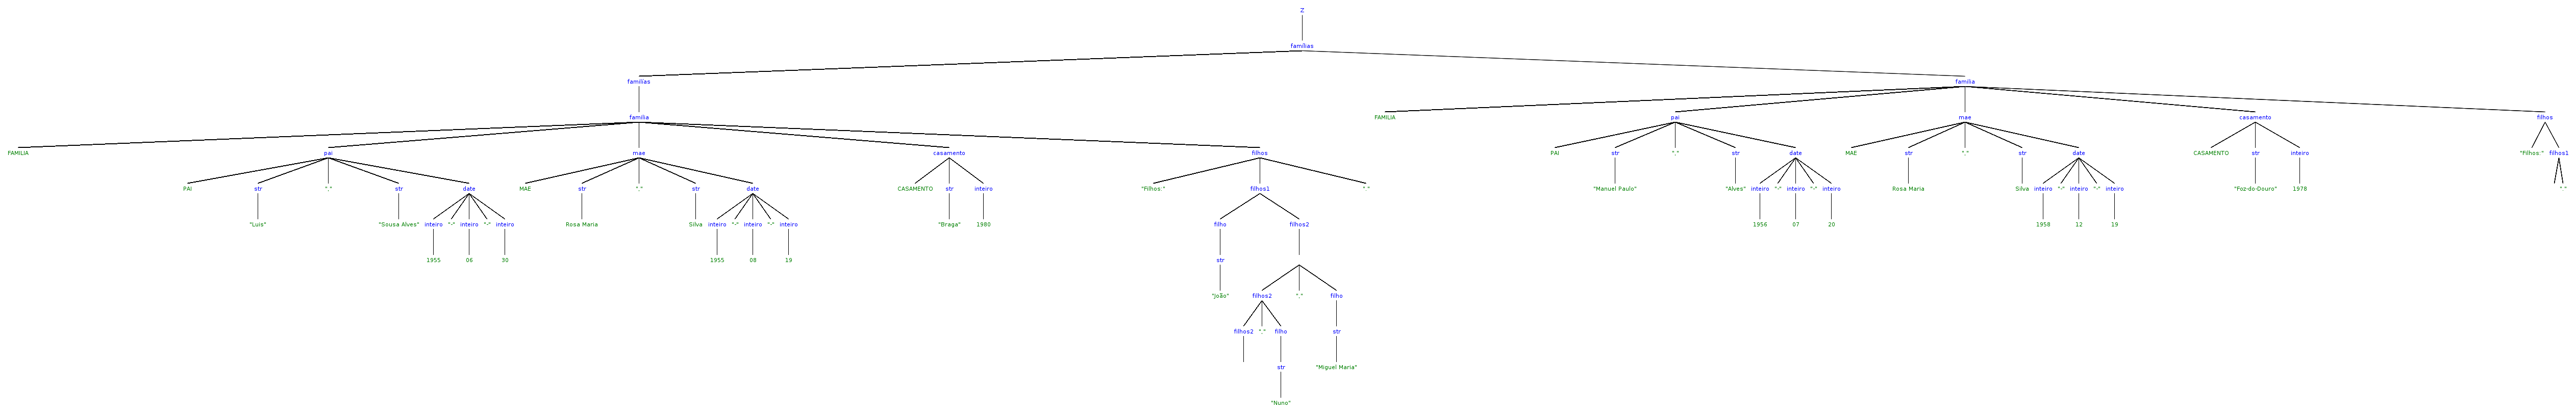 Z
familias
familias familia
familia FAMILIA pai mae casamento filhos
FAMILIA pai mae casamento filhos PAI str "," str date MAE str "," str date CASAMENTO str inteiro "Filhos:" filhos1
PAI str "," str date MAE str "," str date CASAMENTO str inteiro "Filhos:" filhos1 "." "Manuel Paulo" "Alves" inteiro "-" inteiro "-" inteiro Rosa Maria Silva inteiro "-" inteiro "-" inteiro "Foz-do-Douro" 1978 "."
"Luis" "Sousa Alves" inteiro "-" inteiro "-" inteiro Rosa Maria Silva inteiro "-" inteiro "-" inteiro "Braga" 1980 filho filhos2 1956 07 20 1958 12 19
1955 06 30 1955 08 19 str
"João" filhos2 "," filho
filhos2 "," filho str
str "Miguel Maria"
"Nuno"